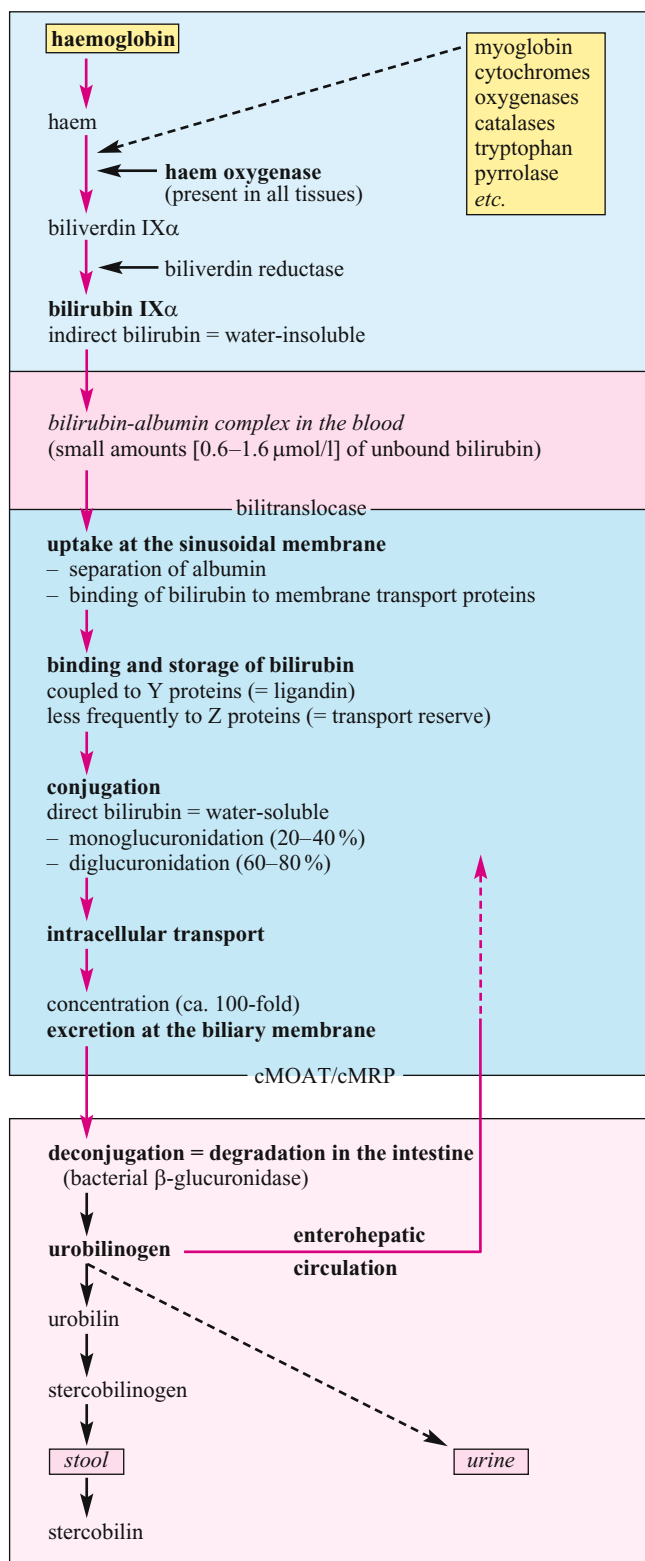 haemoglobin
myoglobin
cytochromes
oxygenases
catalases
tryptophan
pyrrolase
etc.
haem
haem oxygenase
(present in all tissues)
biliverdin IXα
biliverdin reductase
bilirubin IXα
indirect bilirubin = water-insoluble
bilirubin-albumin complex in the blood
(small amounts [0.6–1.6 μmol/l] of unbound bilirubin)
bilitranslocase
uptake at the sinusoidal membrane
– separation of albumin
– binding of bilirubin to membrane transport proteins
binding and storage of bilirubin
coupled to Y proteins (= ligandin)
less frequently to Z proteins (= transport reserve)
conjugation
direct bilirubin = water-soluble
– monoglucuronidation (20–40 %)
– diglucuronidation (60–80 %)
intracellular transport
concentration (ca. 100-fold)
excretion at the biliary membrane
cMOAT/cMRP
deconjugation = degradation in the intestine
(bacterial β-glucuronidase)
urobilinogen
enterohepatic
circulation
urobilin
stercobilinogen
stool
urine
stercobilin